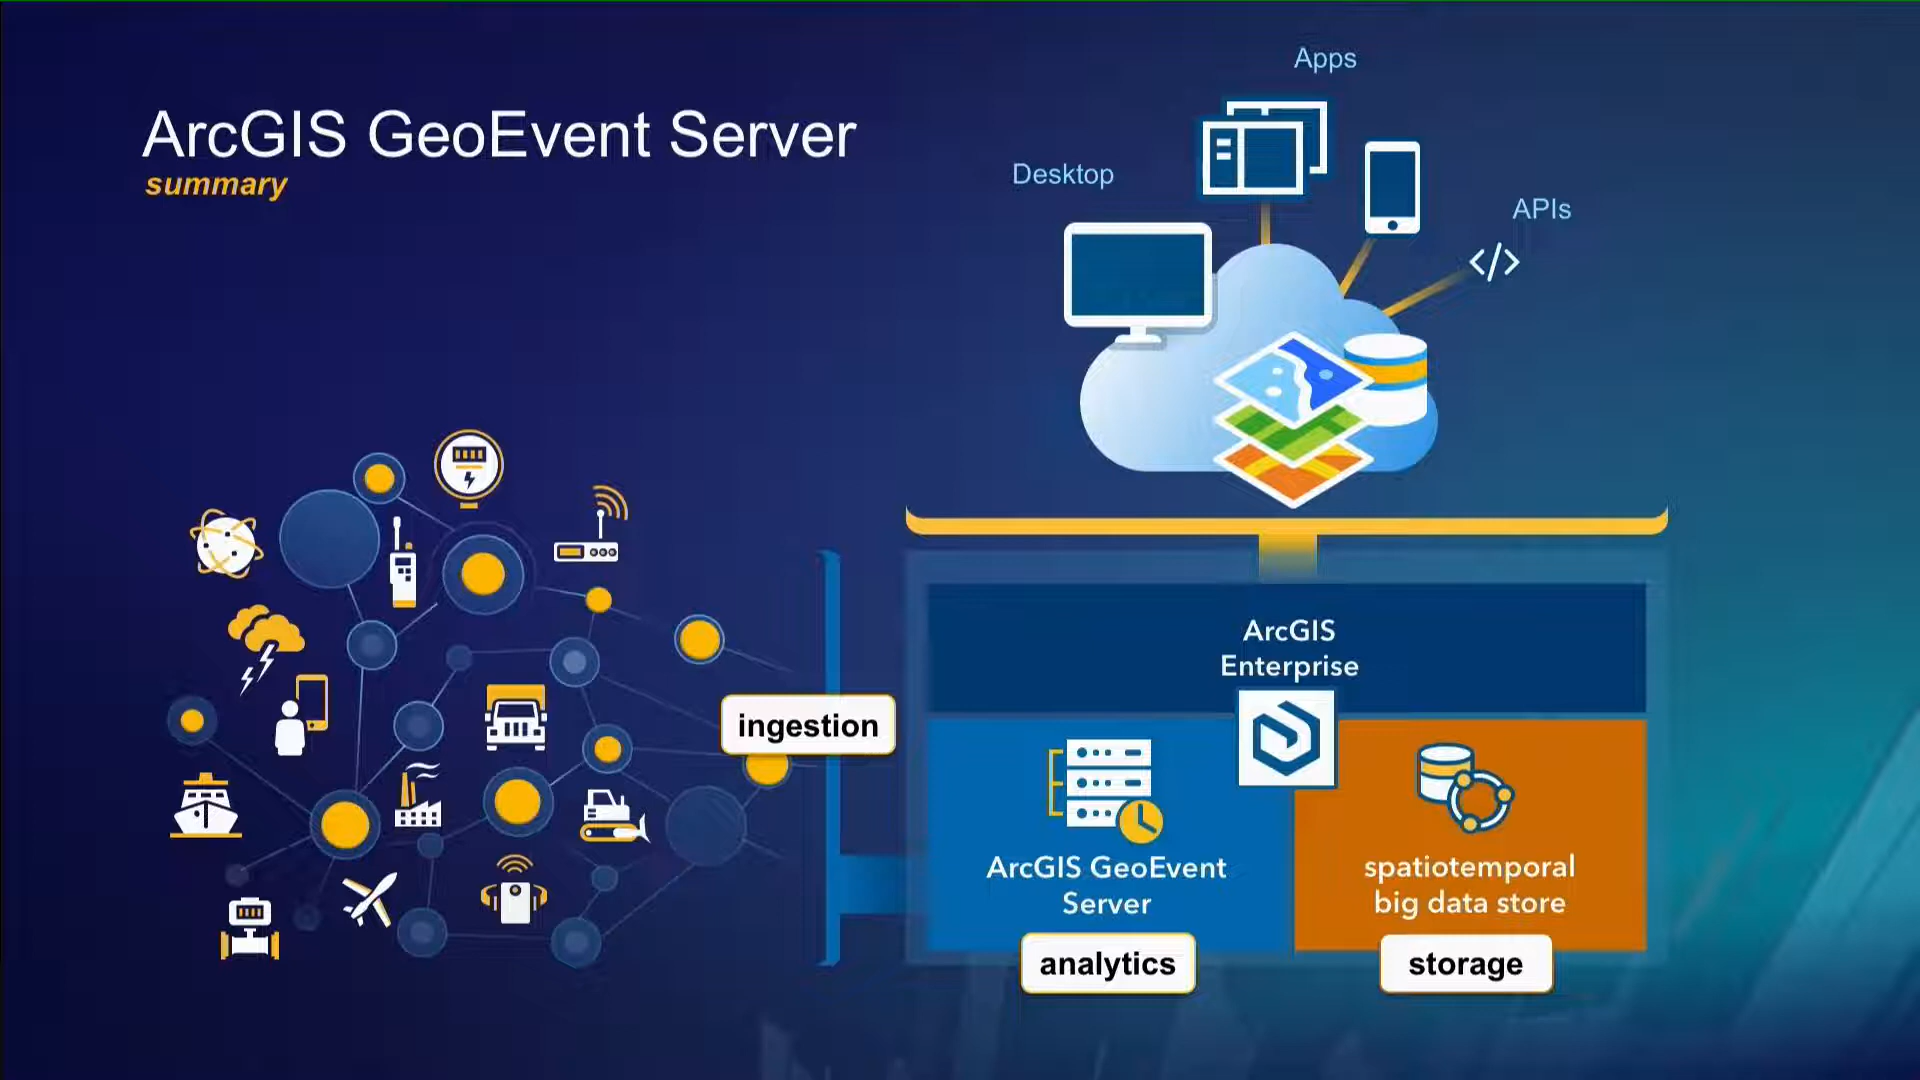 ArcGIS GeoEvent Server
summary
Apps
Desktop
APIs
</>
ingestion
ArcGIS
Enterprise
ArcGIS GeoEvent
Server
analytics
spatiotemporal
big data store
storage